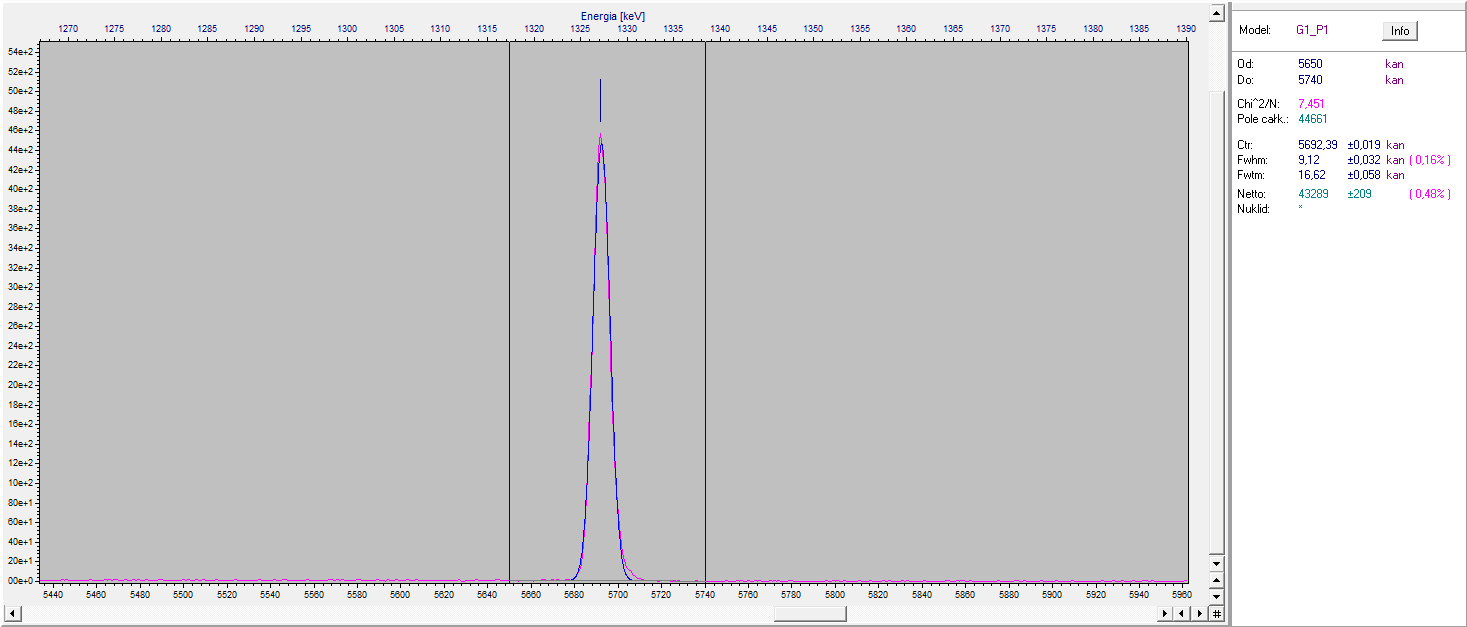 Energia [keV]
1270 1275 1280 1285 1290 1295 1300 1305 1310 1315 1320 1325 1330 1335 1340 1345 1350 1355 1360 1365 1370 1375 1380 1385 1390
54e+2
52e+2
50e+2
48e+2
46e+2
44e+2
42e+2
40e+2
38e+2
36e+2
34e+2
32e+2
30e+2
28e+2
26e+2
24e+2
22e+2
20e+2
18e+2
16e+2
14e+2
12e+2
10e+2
80e+1
60e+1
40e+1
20e+1
00e+0
5440 5460 5480 5500 5520 5540 5560 5580 5600 5620 5640 5660 5680 5700 5720 5740 5760 5780 5800 5820 5840 5860 5880 5900 5920 5940 5960
#
Model: G1_P1 Info
Od: 5650 kan
Do: 5740 kan
Chi^2/N: 7,451
Pole całk.: 44661
Ctr: 5692,39 ±0,019 kan
Fwhm: 9,12 ±0,032 kan ( 0,16% )
Fwtm: 16,62 ±0,058 kan
Netto: 43289 ±209 ( 0,48% )
Nuklid: *